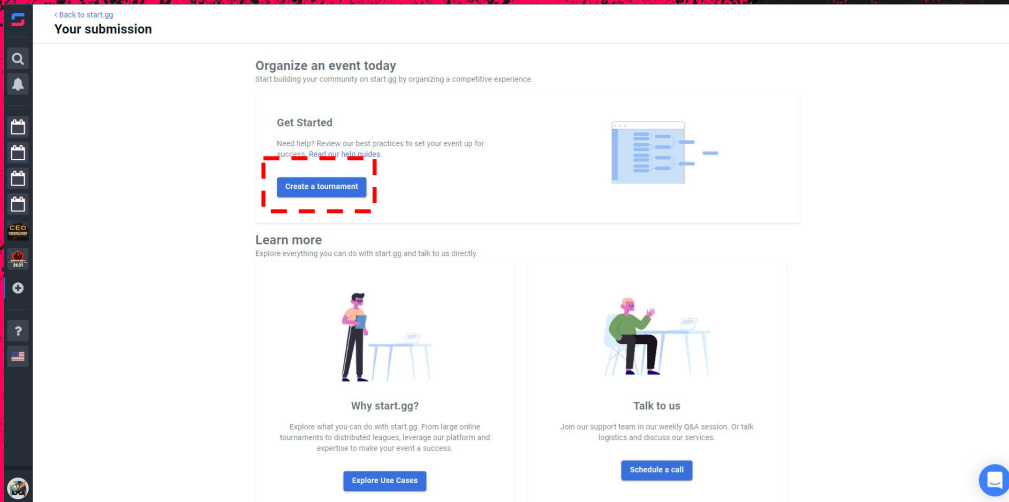 ‹ Back to start.gg
Your submission
Organize an event today
Start building your community on start.gg by organizing a competitive experience.
Get Started
Need help? Review our best practices to set your event up for
success. Read our help guides.
Create a tournament
Learn more
Explore everything you can do with start.gg and talk to us directly.
Why start.gg?
Explore what you can do with start.gg. From large online
tournaments to distributed leagues, leverage our platform and
expertise to make your event a success.
Explore Use Cases
Talk to us
Join our support team in our weekly Q&A session. Or talk
logistics and discuss our services.
Schedule a call
CEO
2021
?